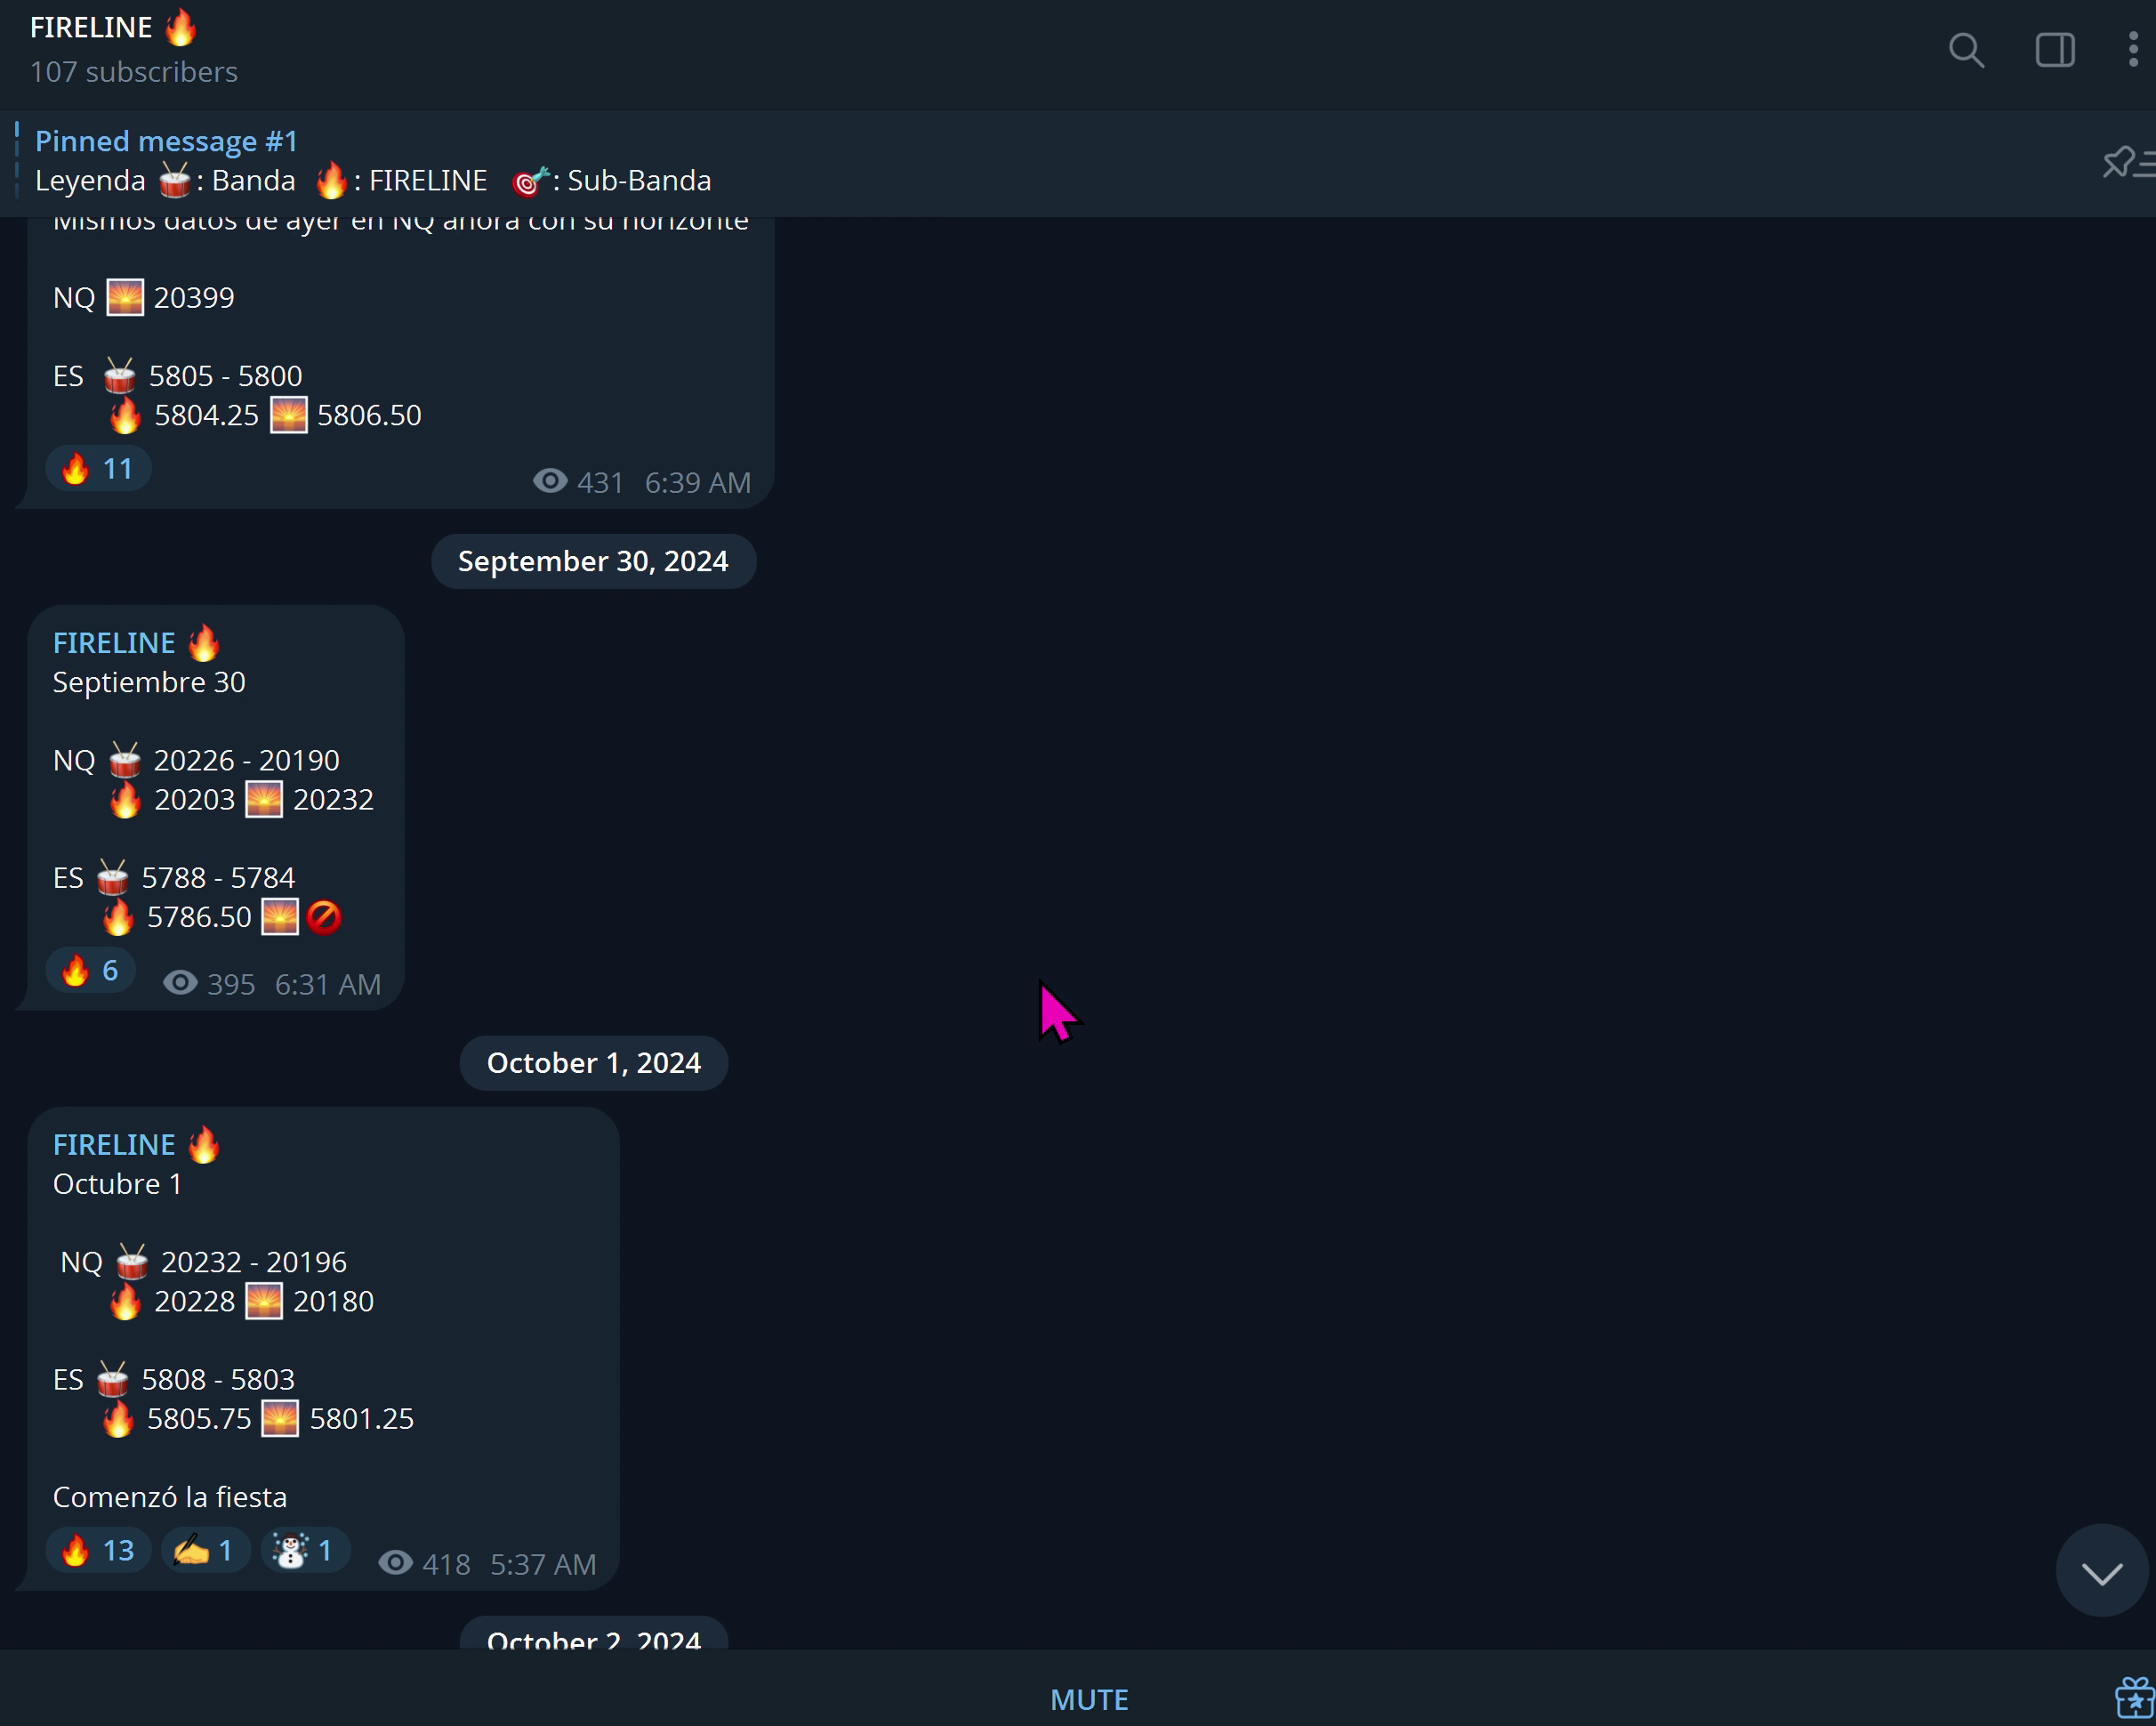 FIRELINE 🔥
107 subscribers
Pinned message #1
Leyenda 🥁: Banda 🔥: FIRELINE 🎯: Sub-Banda
Mismos datos de ayer en NQ ahora con su horizonte
NQ 🌅 20399
ES 🥁 5805 - 5800
🔥 5804.25 🌅 5806.50
🔥 11 431 6:39 AM
September 30, 2024
FIRELINE 🔥
Septiembre 30
NQ 🥁 20226 - 20190
🔥 20203 🌅 20232
ES 🥁 5788 - 5784
🔥 5786.50 🌅🚫
🔥 6 395 6:31 AM
October 1, 2024
FIRELINE 🔥
Octubre 1
NQ 🥁 20232 - 20196
🔥 20228 🌅 20180
ES 🥁 5808 - 5803
🔥 5805.75 🌅 5801.25
Comenzó la fiesta
🔥 13 ✍️ 1 ☃️ 1 418 5:37 AM
October 2, 2024
MUTE